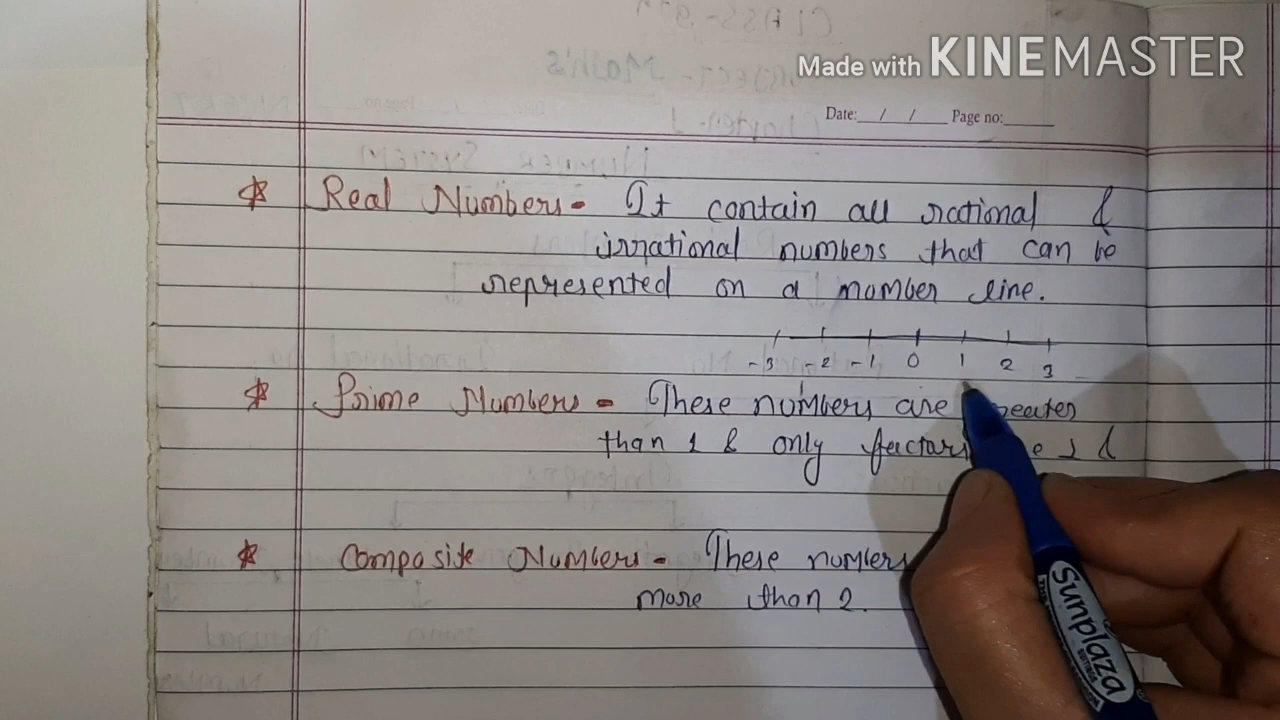 Made with KINEMASTER
Date: / / Page no:
* Real Numbers - It contain all rational &
irrational numbers that can be
represented on a number line.
-3 -2 -1 0 1 2 3
* Prime Numbers - These numbers are
than 1 & only 1 &
* Composite Numbers - These numbers
more than 2.
Sunplaza